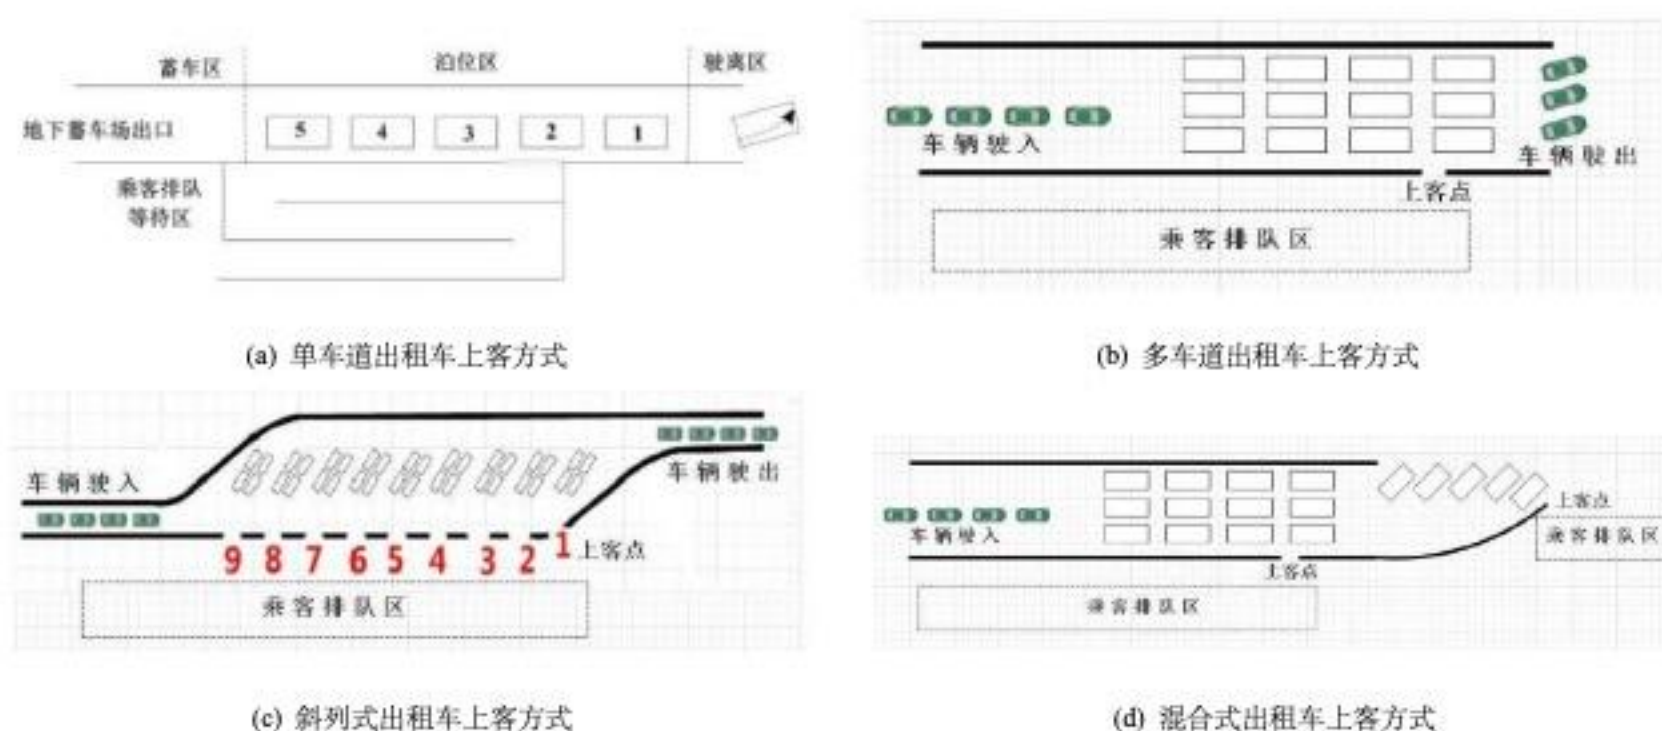 蓄车区 泊位区 驶离区
地下蓄车场出口 5 4 3 2 1
乘客排队
等待区
(a) 单车道出租车上客方式
车辆驶入
车辆驶出
上客点
乘客排队区
(b) 多车道出租车上客方式
车辆驶入
车辆驶出
9 8 7 6 5 4 3 2 1 上客点
乘客排队区
(c) 斜列式出租车上客方式
上客点
车辆驶入
乘客排队区
上客点
乘客排队区
(d) 混合式出租车上客方式